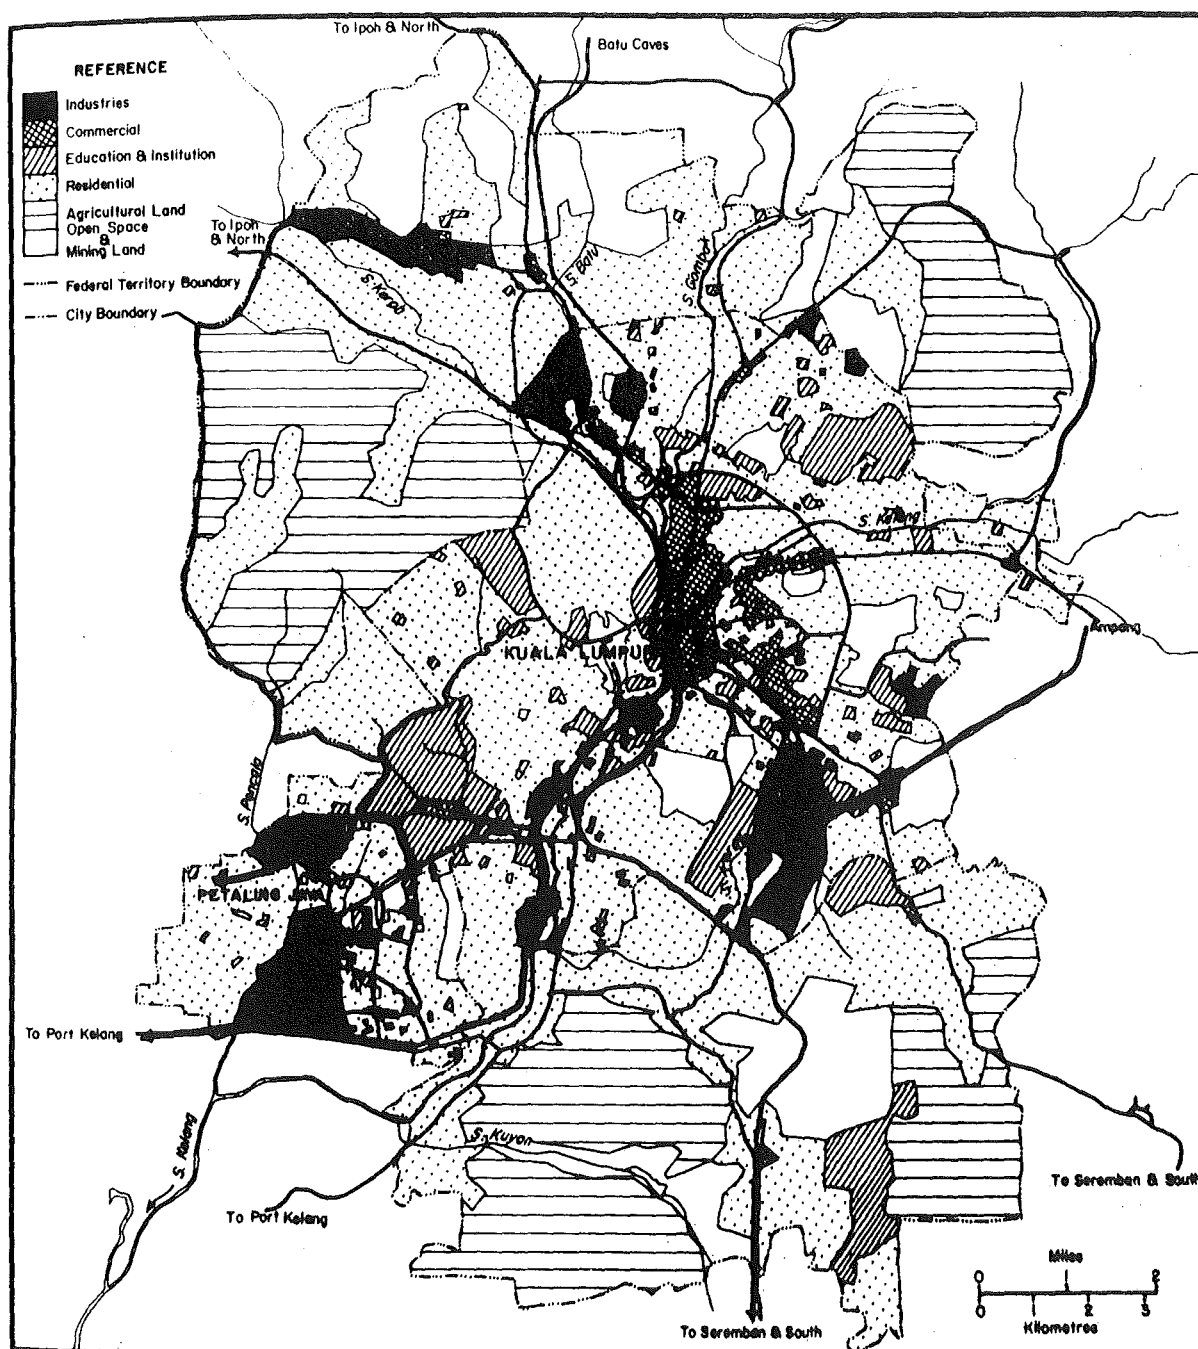 To Ipoh & North
Batu Caves
REFERENCE
Industries
Commercial
Education & Institution
Residential
Agricultural Land
Open Space
&
Mining Land
Federal Territory Boundary
City Boundary
To Ipoh
& North
S. Batu
S. Gombak
S. Keroh
S. Kelang
Ampang
KUALA LUMPUR
S. Pencala
PETALING JAYA
To Port Kelang
S. Kelang
S. Kuyoh
To Port Kelang
To Seremban & South
To Seremban & South
Miles
0 2
0 2 3
Kilometres